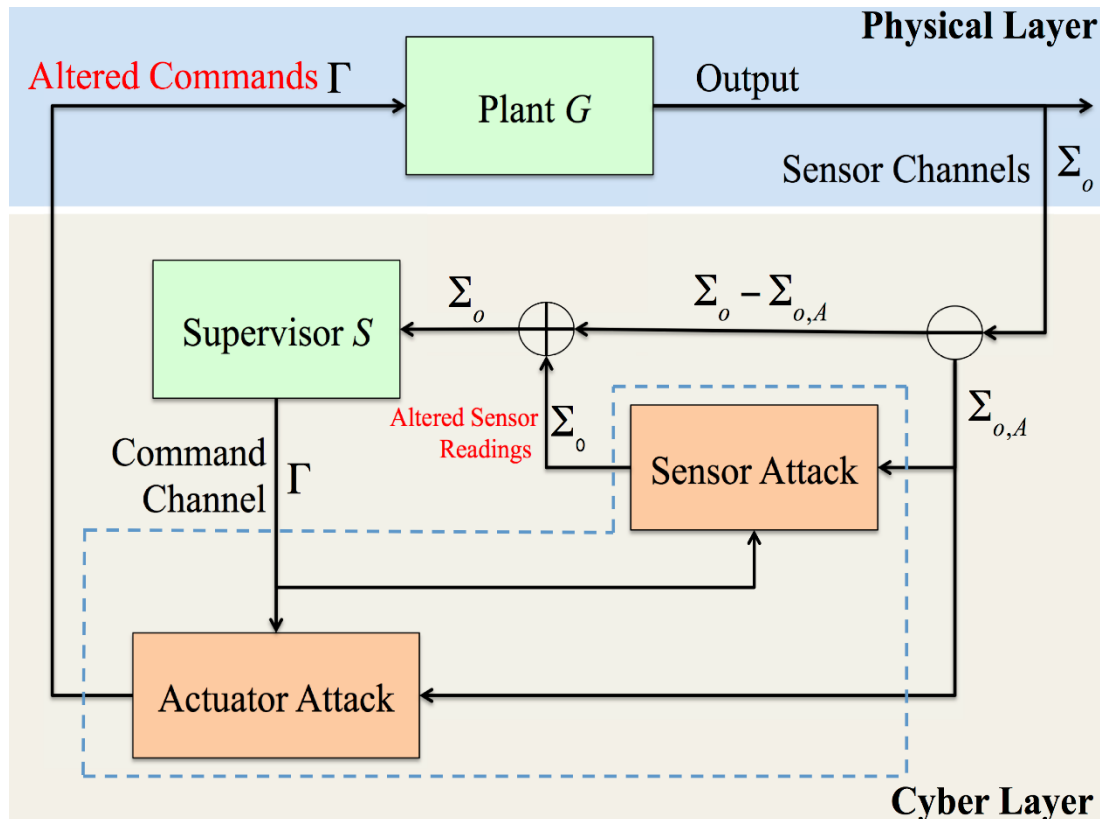 Physical Layer
Altered Commands Γ
Plant G
Output
Sensor Channels
Σo
Σo
Σo − Σo,A
Supervisor S
Altered Sensor
Readings
Σo
Σo,A
Sensor Attack
Command
Channel
Γ
Actuator Attack
Cyber Layer